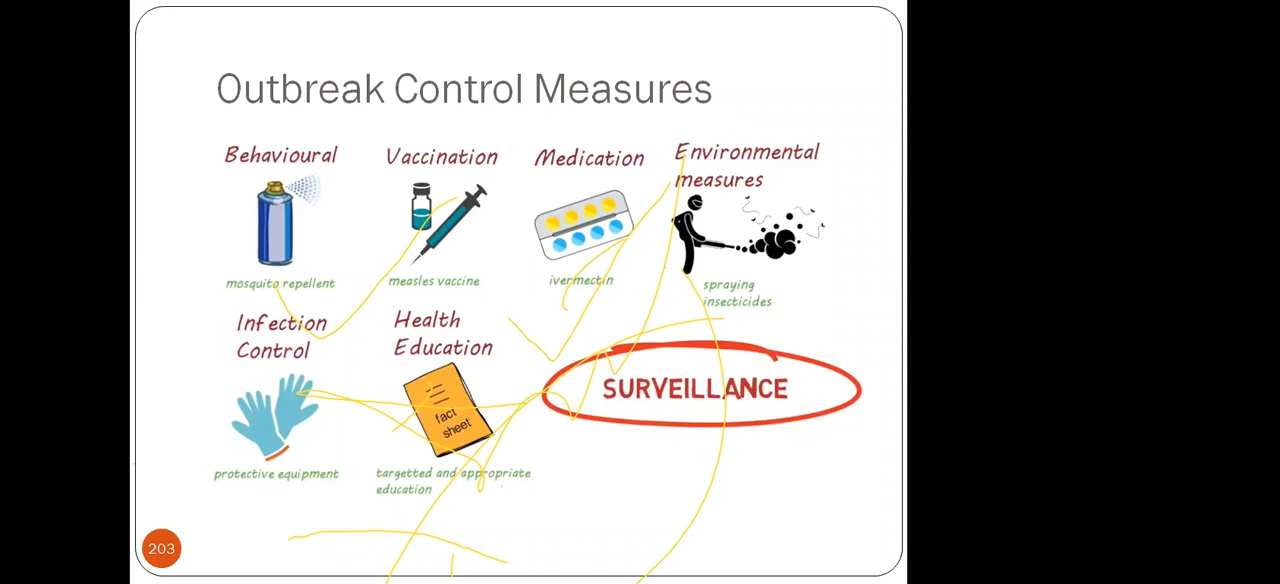 Outbreak Control Measures
Behavioural
mosquito repellent
Vaccination
measles vaccine
Medication
ivermectin
Environmental
measures
spraying
insecticides
Infection
Control
protective equipment
Health
Education
fact
sheet
targetted and appropriate
education
SURVEILLANCE
203